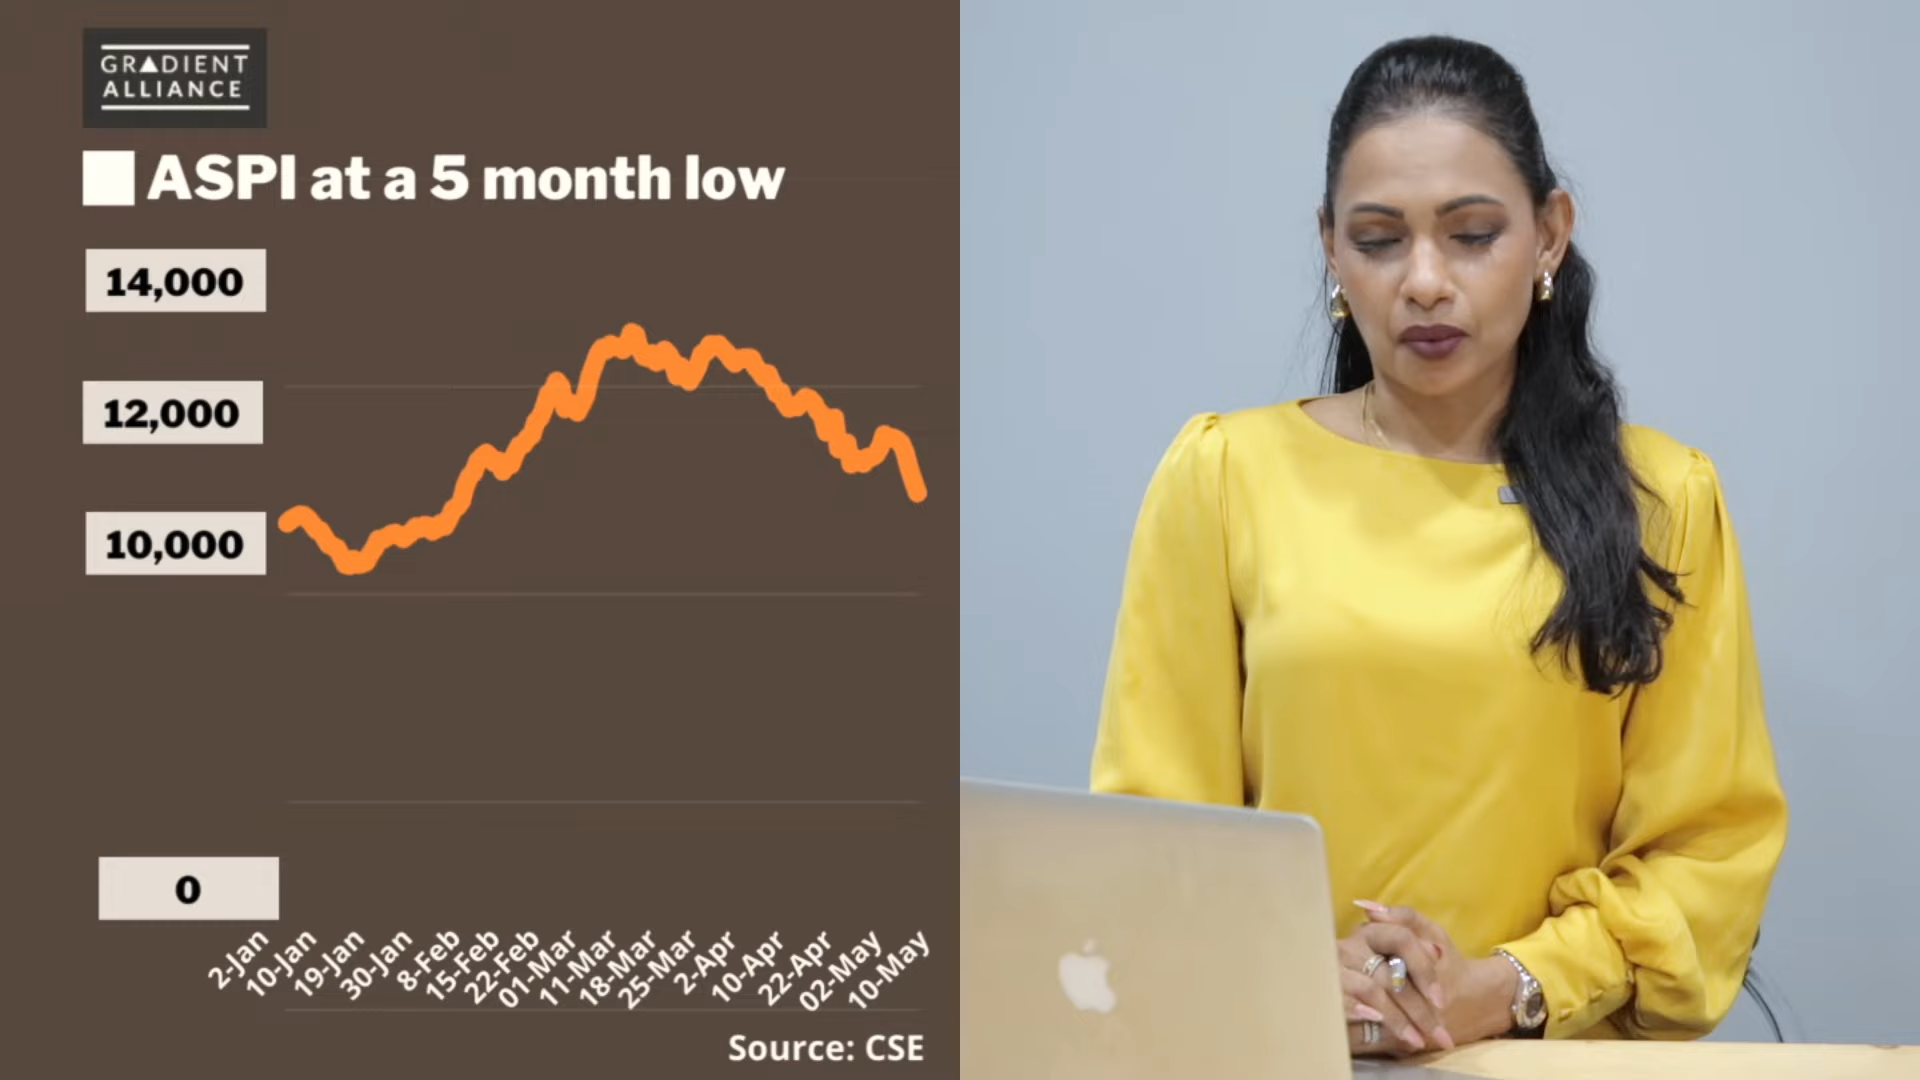 GRADIENT
ALLIANCE
ASPI at a 5 month low
14,000
12,000
10,000
0
2-Jan
10-Jan
19-Jan
30-Jan
8-Feb
15-Feb
22-Feb
01-Mar
11-Mar
18-Mar
25-Mar
2-Apr
10-Apr
22-Apr
02-May
10-May
Source: CSE